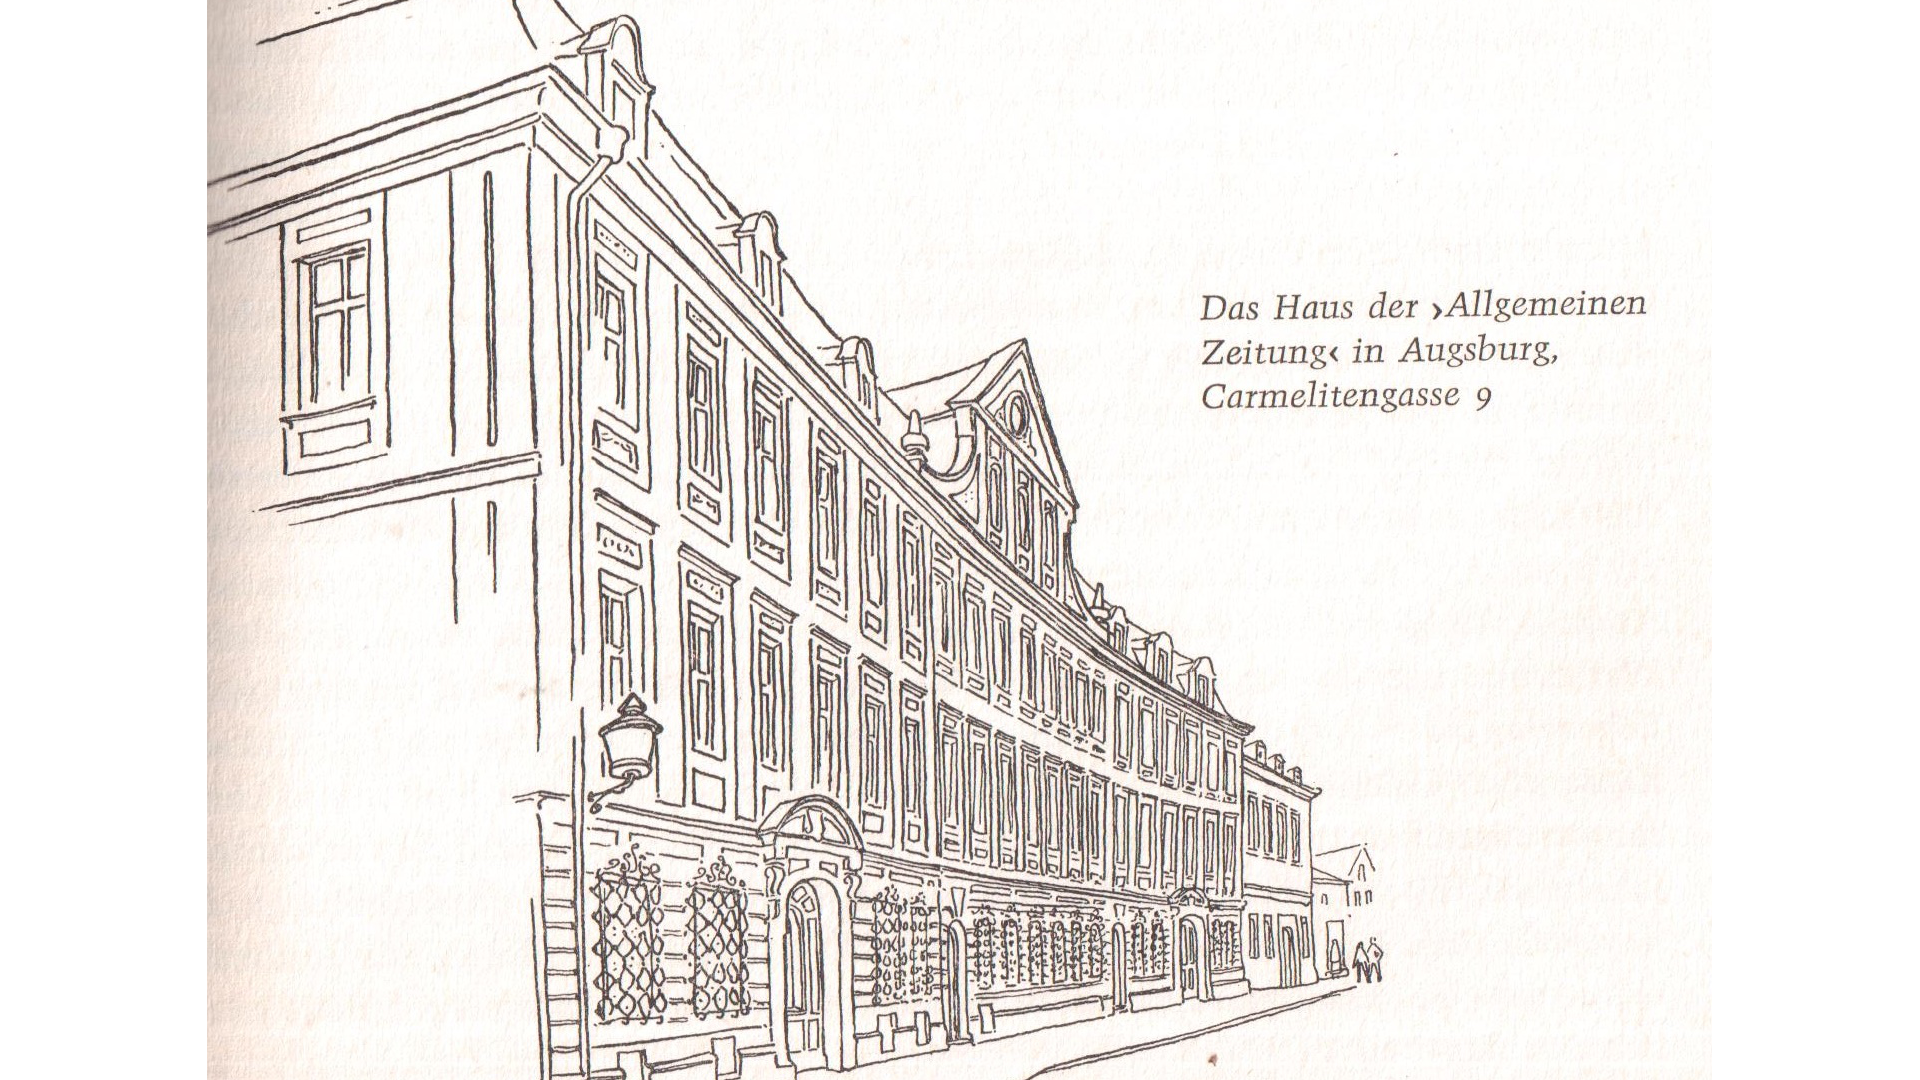 Das Haus der ›Allgemeinen
Zeitung‹ in Augsburg,
Carmelitengasse 9